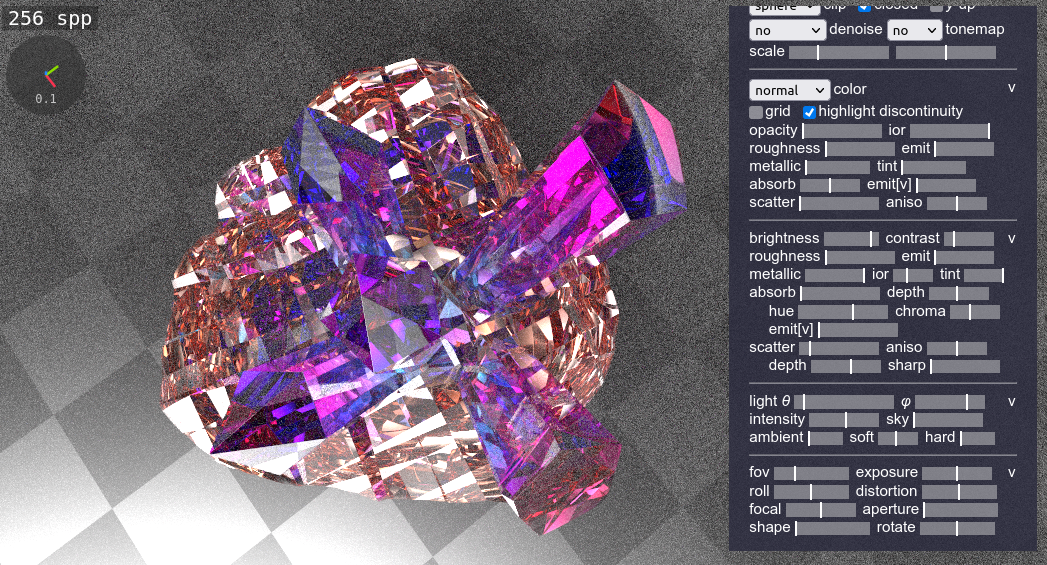 256 spp
0.1
sphere clip closed y-up
no denoise no tonemap
scale
normal color v
grid highlight discontinuity
opacity ior
roughness emit
metallic tint
absorb emit[v]
scatter aniso
brightness contrast v
roughness emit
metallic ior tint
absorb depth
hue chroma
emit[v]
scatter aniso
depth sharp
light θ φ v
intensity sky
ambient soft hard
fov exposure v
roll distortion
focal aperture
shape rotate